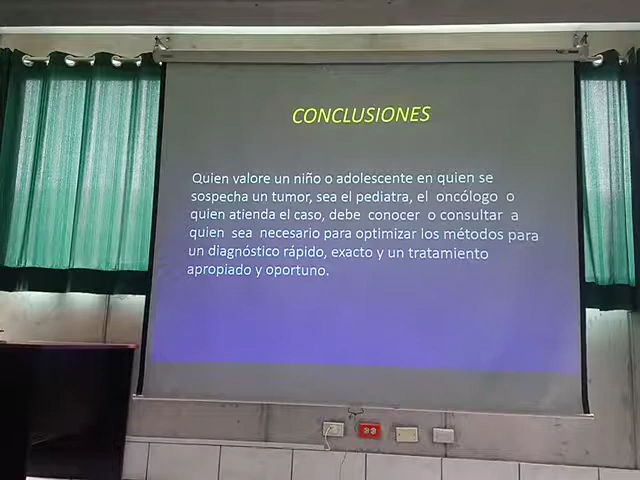 CONCLUSIONES
Quien valore un niño o adolescente en quien se
sospecha un tumor, sea el pediatra, el oncólogo o
quien atienda el caso, debe conocer o consultar a
quien sea necesario para optimizar los métodos para
un diagnóstico rápido, exacto y un tratamiento
apropiado y oportuno.